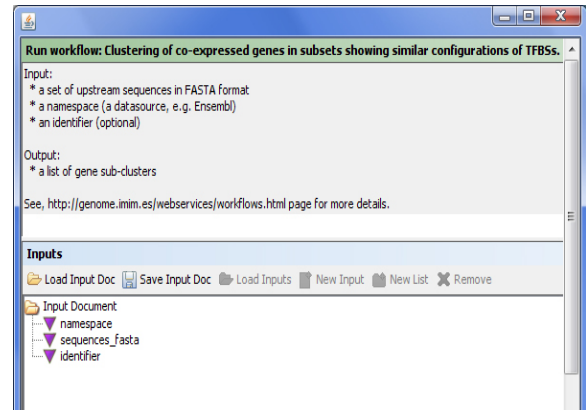 Run workflow: Clustering of co-expressed genes in subsets showing similar configurations of TFBSs.
Input:
* a set of upstream sequences in FASTA format
* a namespace (a datasource, e.g. Ensembl)
* an identifier (optional)
Output:
* a list of gene sub-clusters
See, http://genome.imim.es/webservices/workflows.html page for more details.
Inputs
Load Input Doc Save Input Doc Load Inputs New Input New List Remove
Input Document
namespace
sequences_fasta
identifier